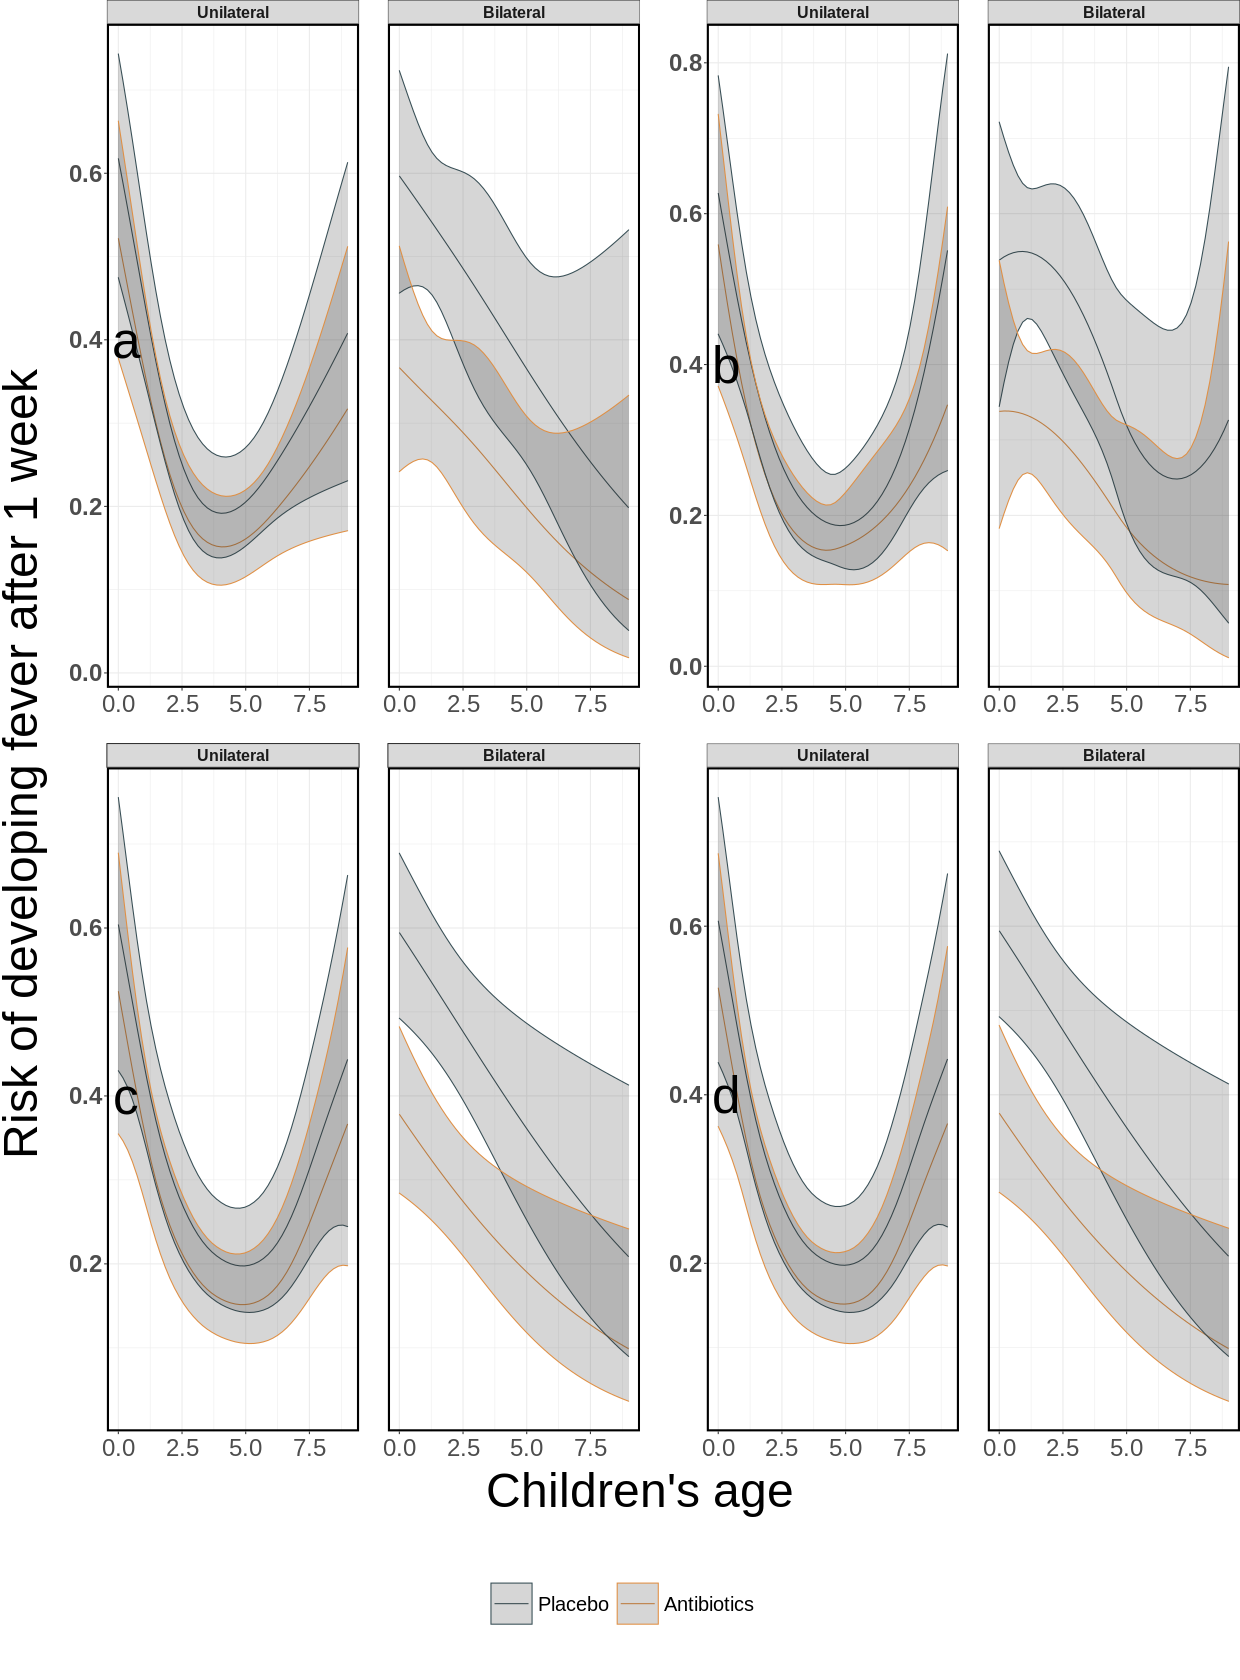 Unilateral Bilateral Unilateral Bilateral
0.6
0.4
0.2
0.0
a
0.8
0.6
0.4
0.2
0.0
b
0.0 2.5 5.0 7.5 0.0 2.5 5.0 7.5 0.0 2.5 5.0 7.5 0.0 2.5 5.0 7.5
Risk of developing fever after 1 week
Unilateral Bilateral Unilateral Bilateral
0.6
0.4
0.2
c
0.6
0.4
0.2
d
0.0 2.5 5.0 7.5 0.0 2.5 5.0 7.5 0.0 2.5 5.0 7.5 0.0 2.5 5.0 7.5
Children's age
Placebo Antibiotics